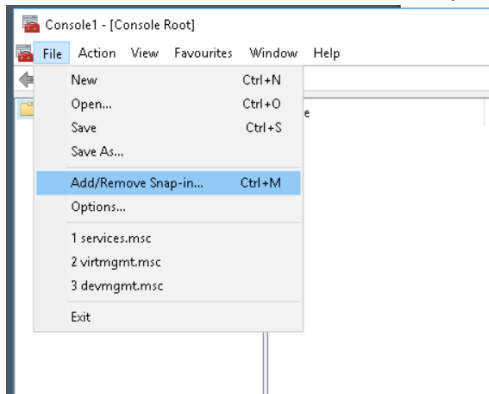 Console1 - [Console Root]
File Action View Favourites Window Help
New Ctrl+N
Open... Ctrl+O
Save Ctrl+S
Save As...
Add/Remove Snap-in... Ctrl+M
Options...
1 services.msc
2 virtmgmt.msc
3 devmgmt.msc
Exit